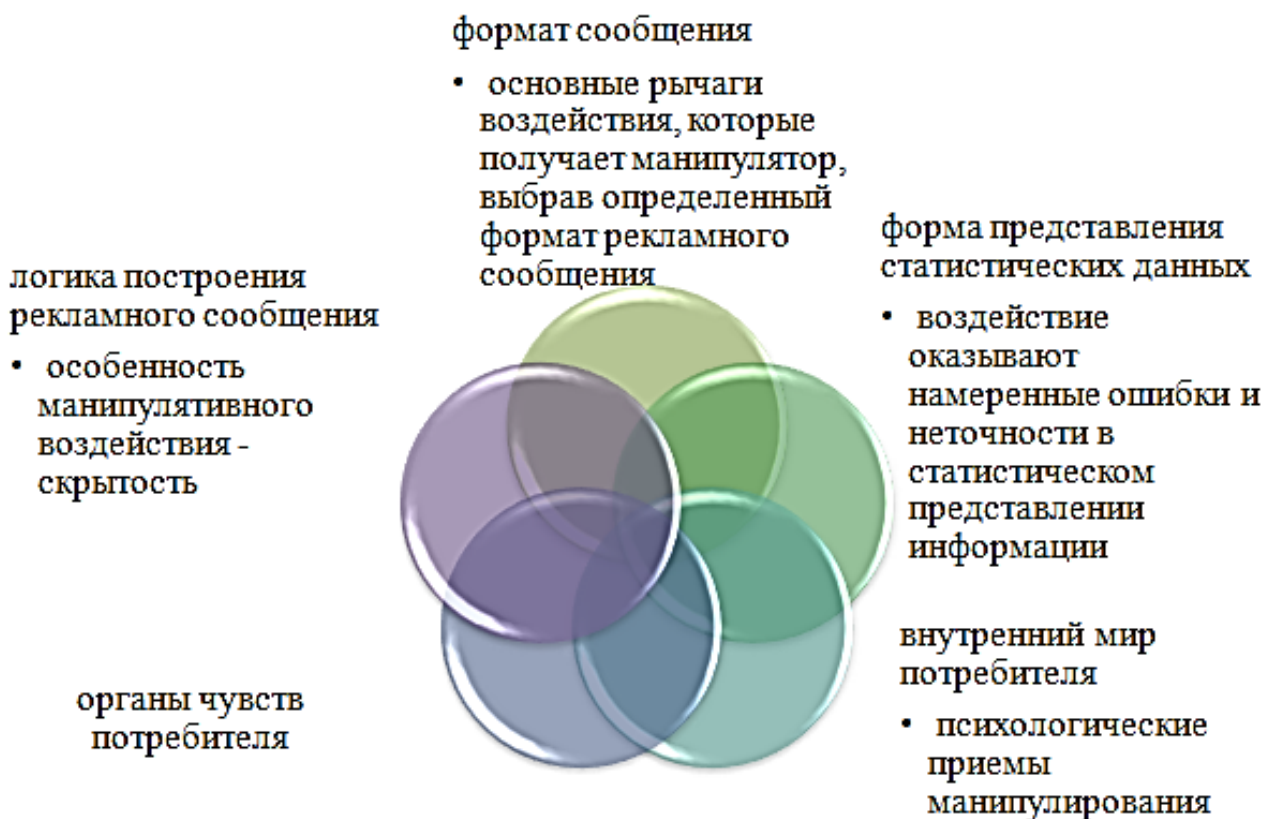 формат сообщения
• основные рычаги
воздействия, которые
получает манипулятор,
выбрав определенный
формат рекламного
сообщения
форма представления
статистических данных
• воздействие
оказывают
намеренные ошибки и
неточности в
статистическом
представлении
информации
внутренний мир
потребителя
• психологические
приемы
манипулирования
органы чувств
потребителя
логика построения
рекламного сообщения
• особенность
манипулятивного
воздействия -
скрытость